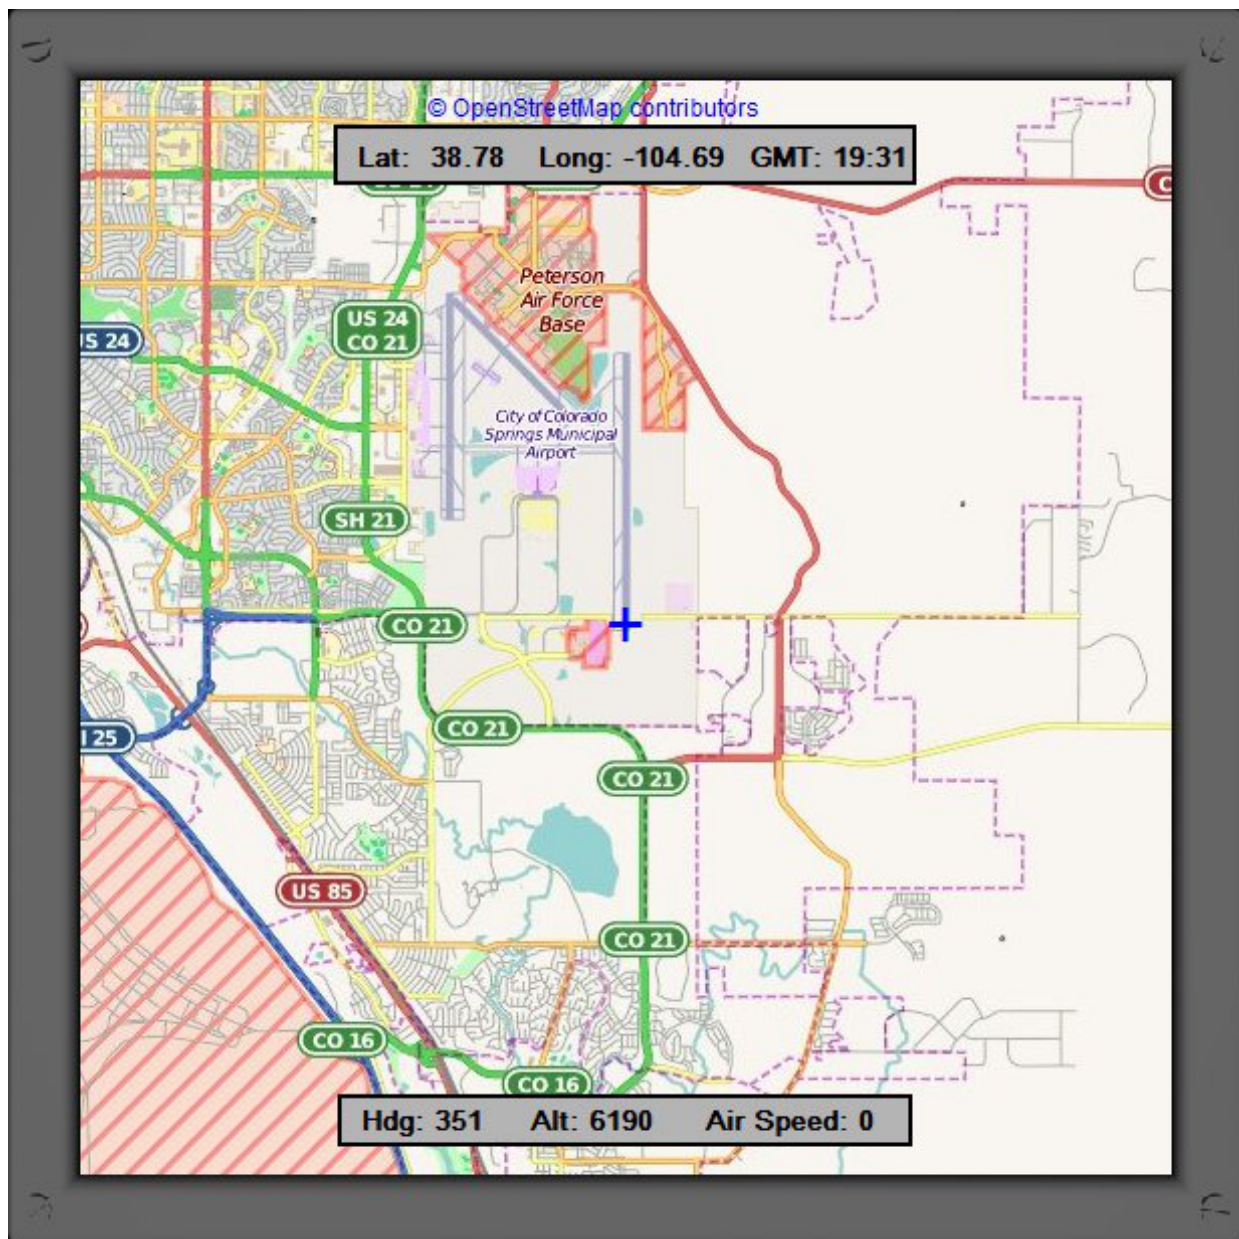 © OpenStreetMap contributors
Lat: 38.78 Long: -104.69 GMT: 19:31
Peterson
Air Force
Base
US 24
CO 21
US 24
City of Colorado
Springs Municipal
Airport
SH 21
CO 21
CO 21
I 25
CO 21
US 85
CO 21
CO 16
CO 16
Hdg: 351 Alt: 6190 Air Speed: 0